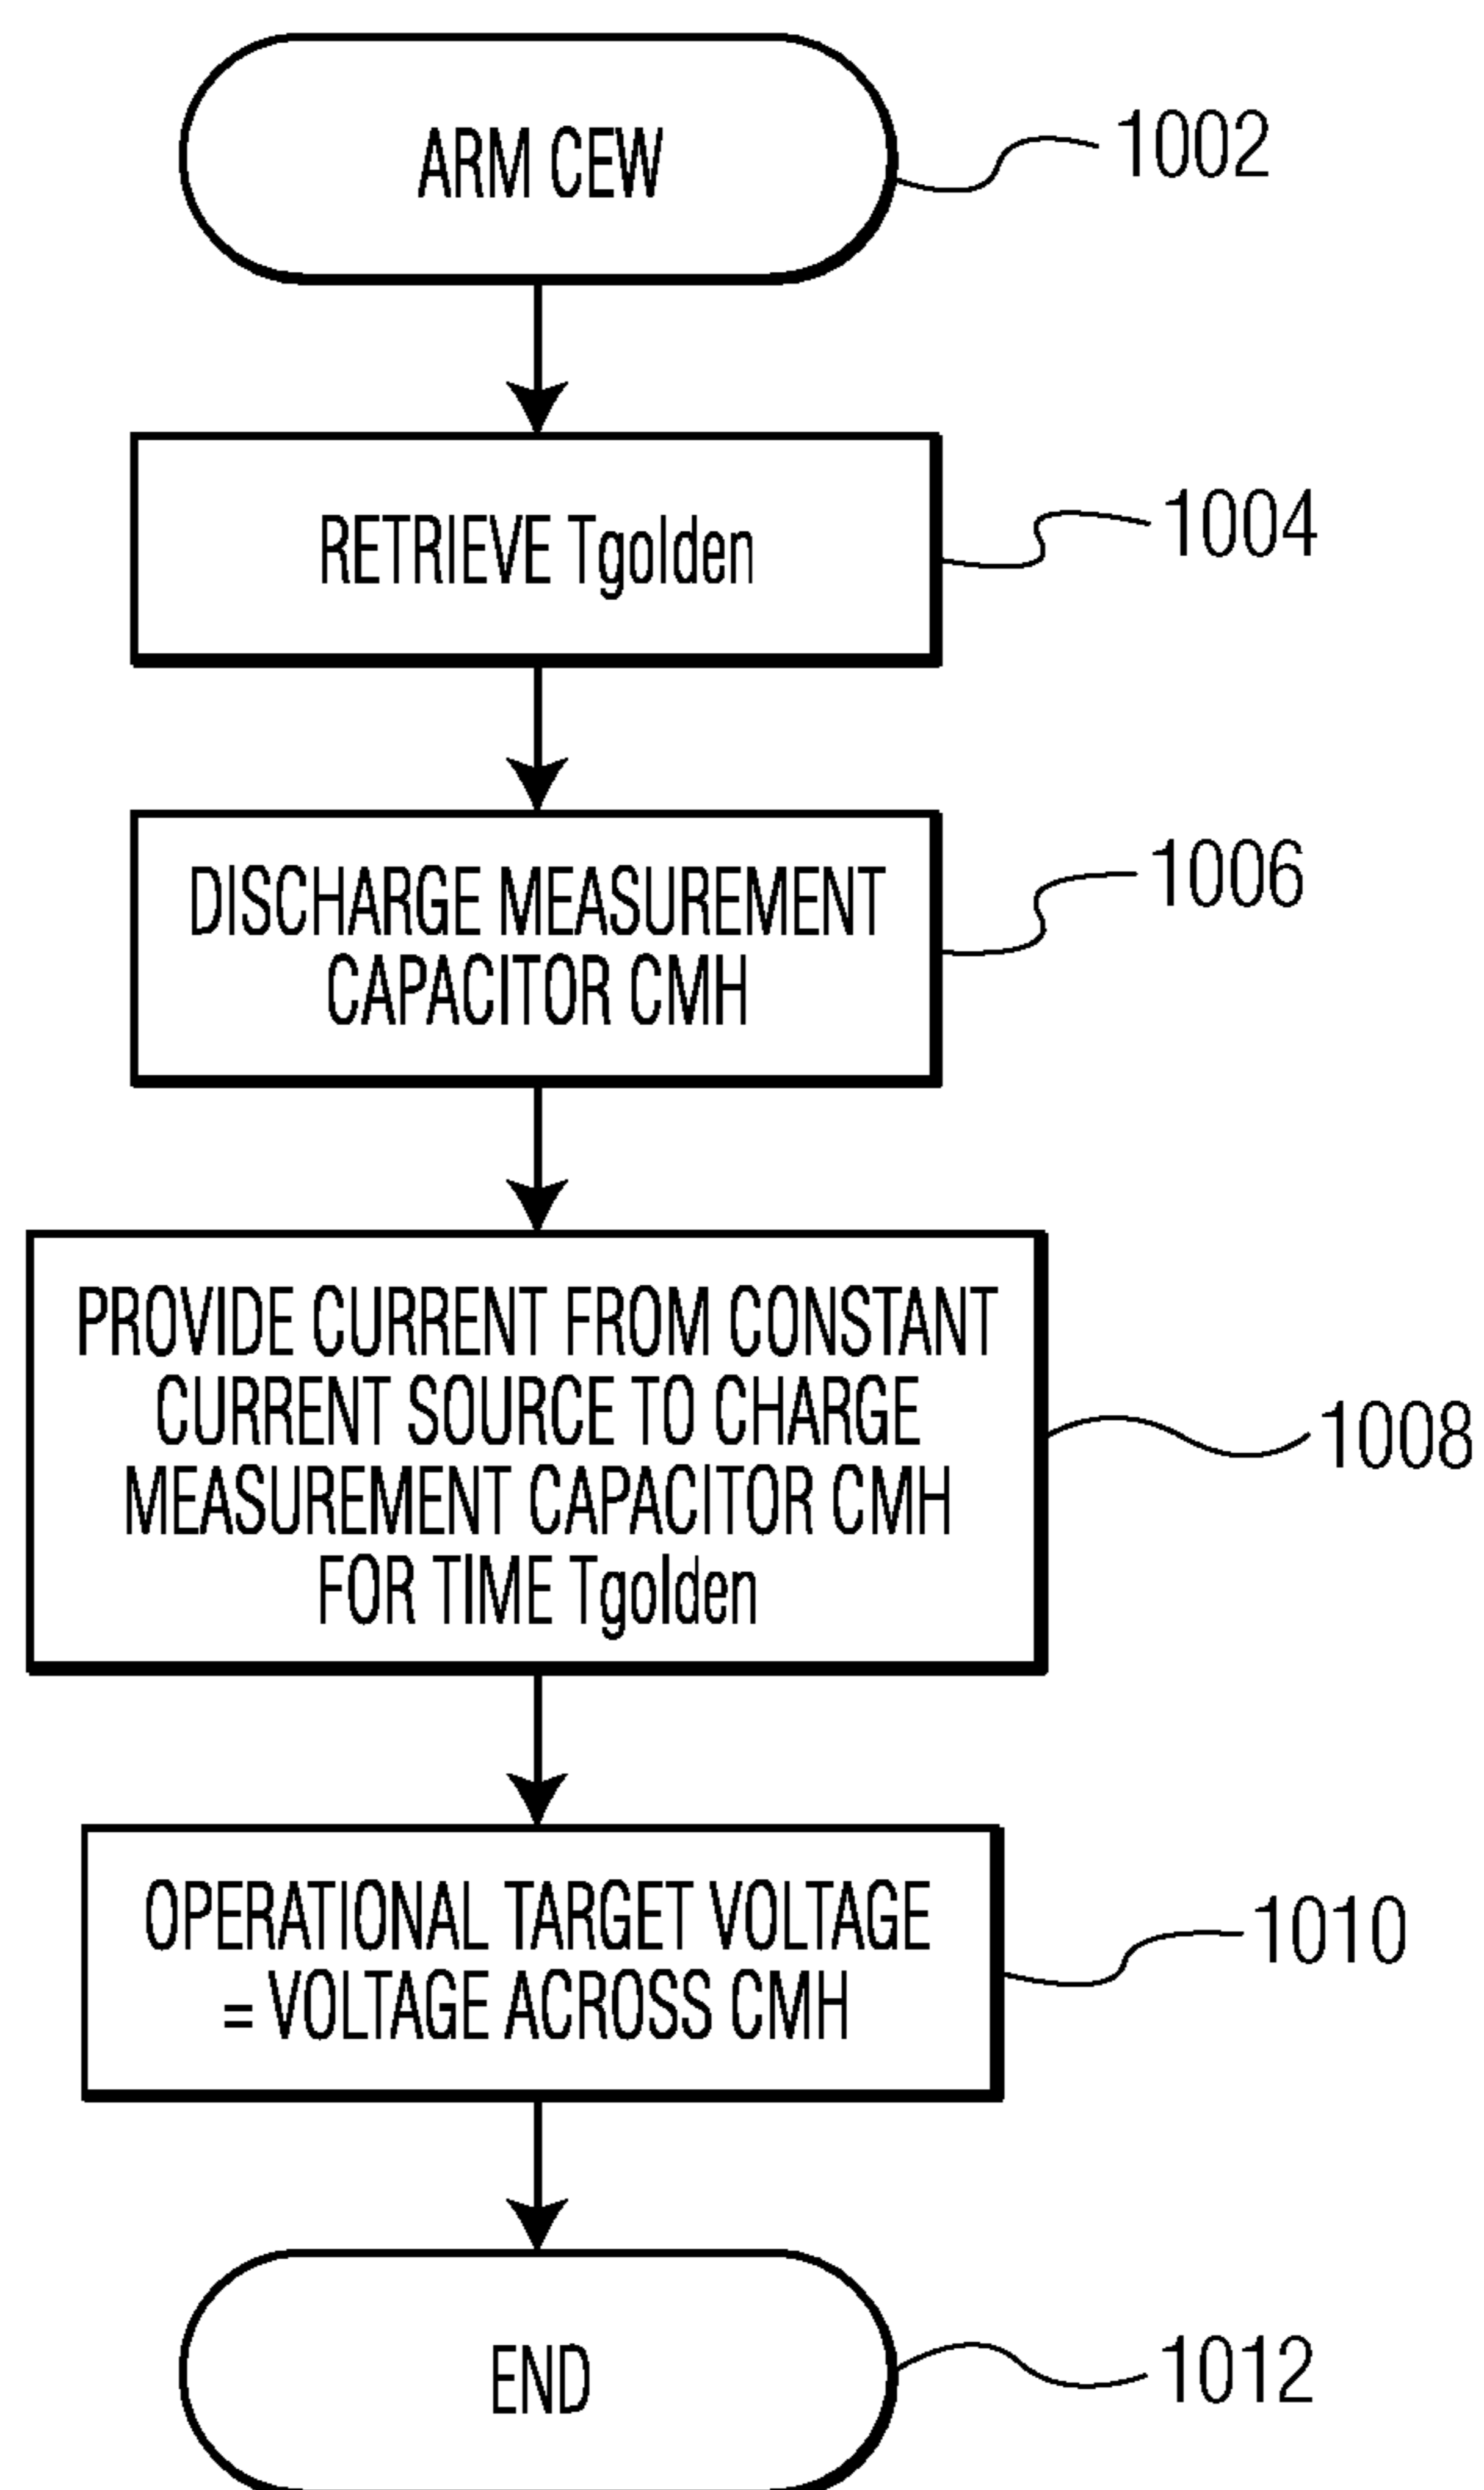 ARM CEW
1002
RETRIEVE Tgolden
1004
DISCHARGE MEASUREMENT
CAPACITOR CMH
1006
PROVIDE CURRENT FROM CONSTANT
CURRENT SOURCE TO CHARGE
MEASUREMENT CAPACITOR CMH
FOR TIME Tgolden
1008
OPERATIONAL TARGET VOLTAGE
= VOLTAGE ACROSS CMH
1010
END
1012